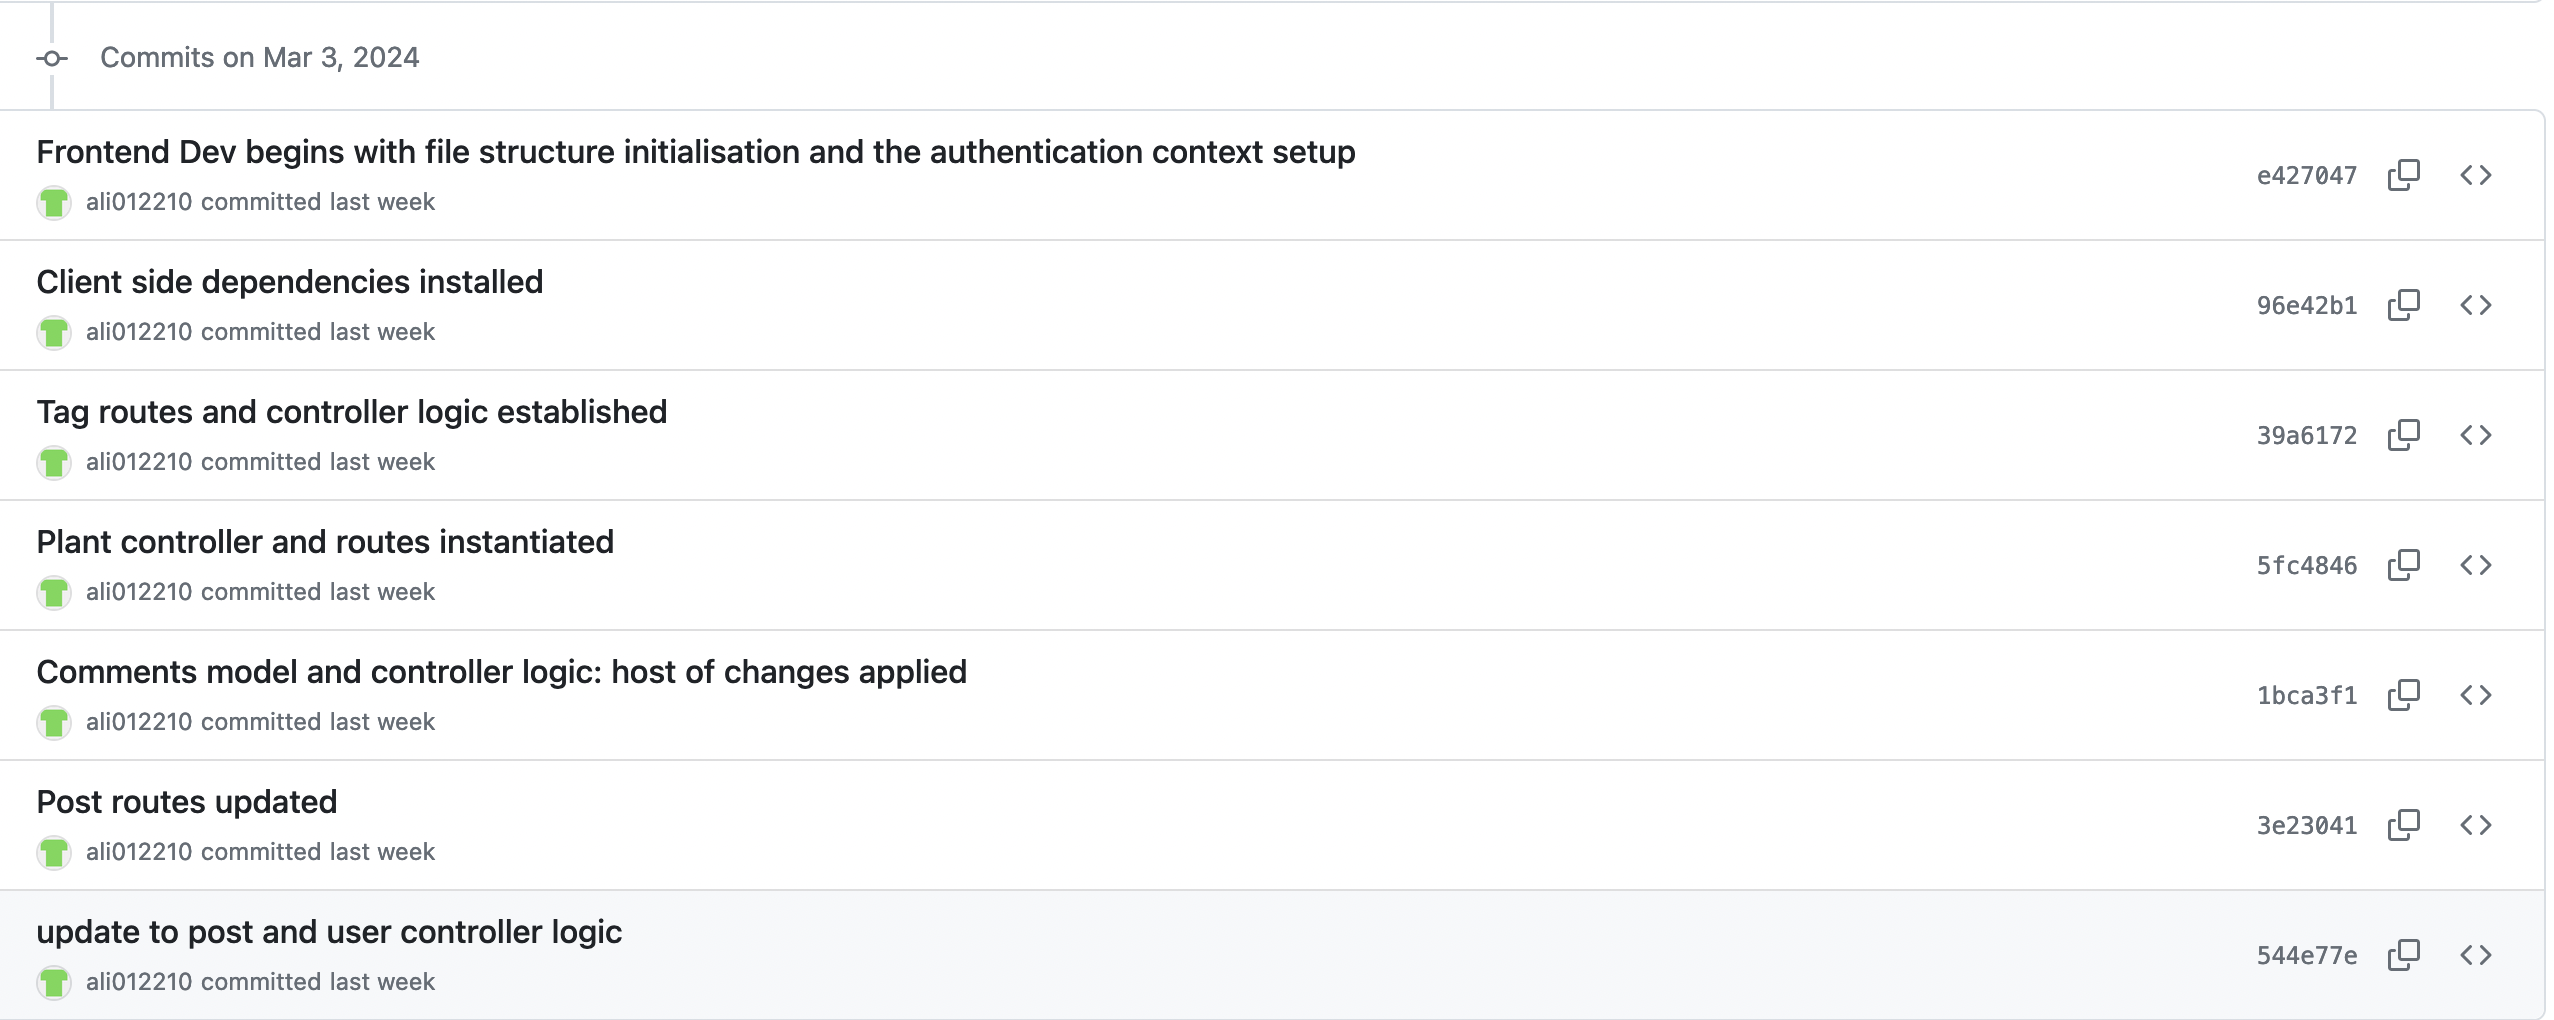 Commits on Mar 3, 2024
Frontend Dev begins with file structure initialisation and the authentication context setup
ali012210 committed last week
e427047
Client side dependencies installed
ali012210 committed last week
96e42b1
Tag routes and controller logic established
ali012210 committed last week
39a6172
Plant controller and routes instantiated
ali012210 committed last week
5fc4846
Comments model and controller logic: host of changes applied
ali012210 committed last week
1bca3f1
Post routes updated
ali012210 committed last week
3e23041
update to post and user controller logic
ali012210 committed last week
544e77e